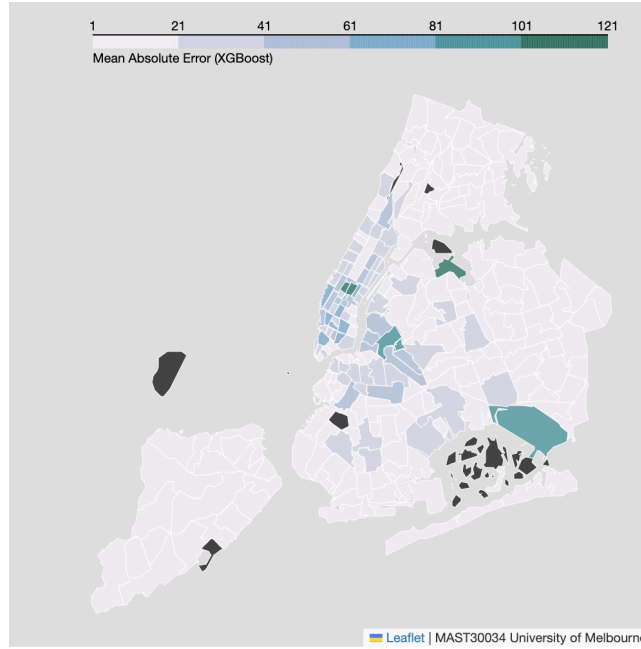 1 21 41 61 81 101 121
Mean Absolute Error (XGBoost)
Leaflet | MAST30034 University of Melbourne